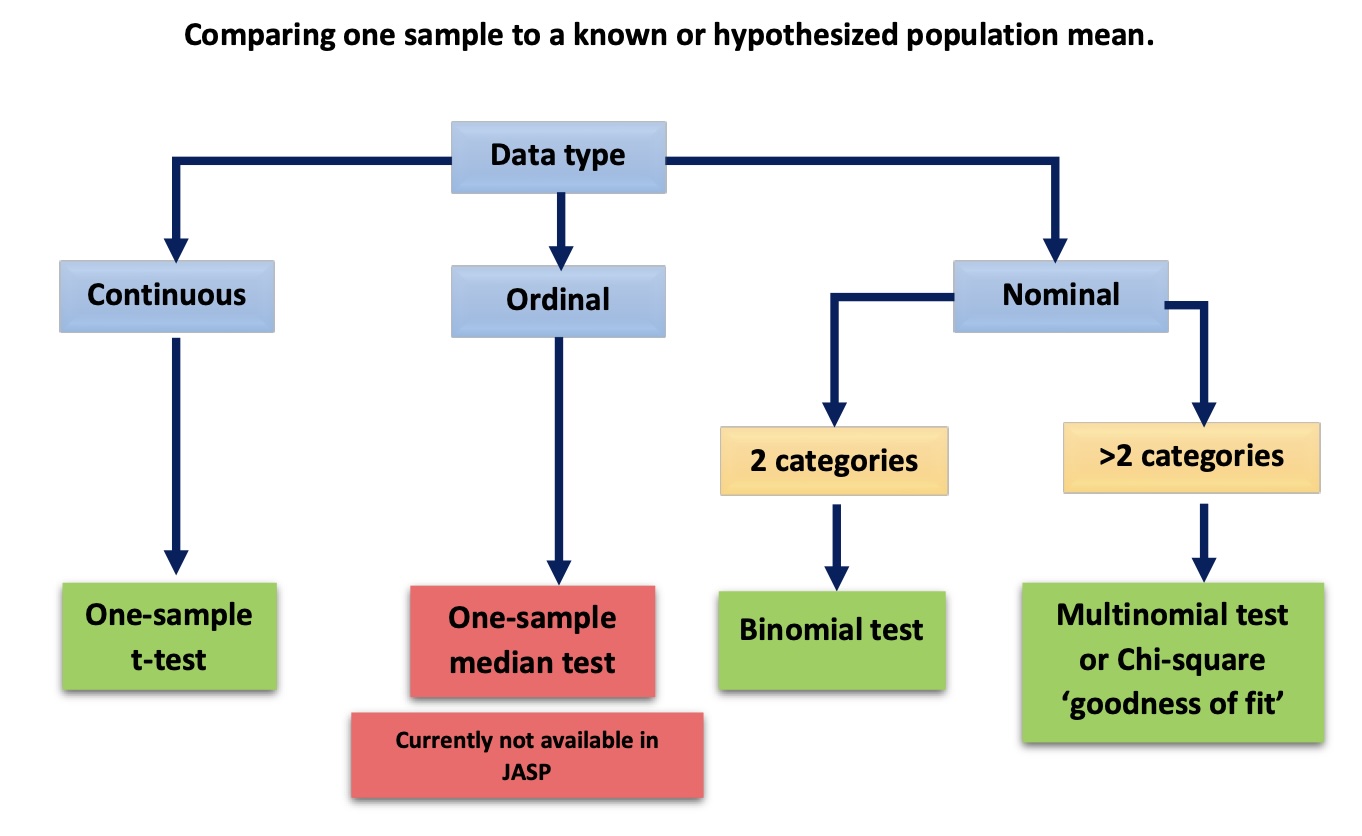 Comparing one sample to a known or hypothesized population mean.
Data type
Continuous
Ordinal
Nominal
2 categories
>2 categories
One-sample
t-test
One-sample
median test
Currently not available in
JASP
Binomial test
Multinomial test
or Chi-square
‘goodness of fit’